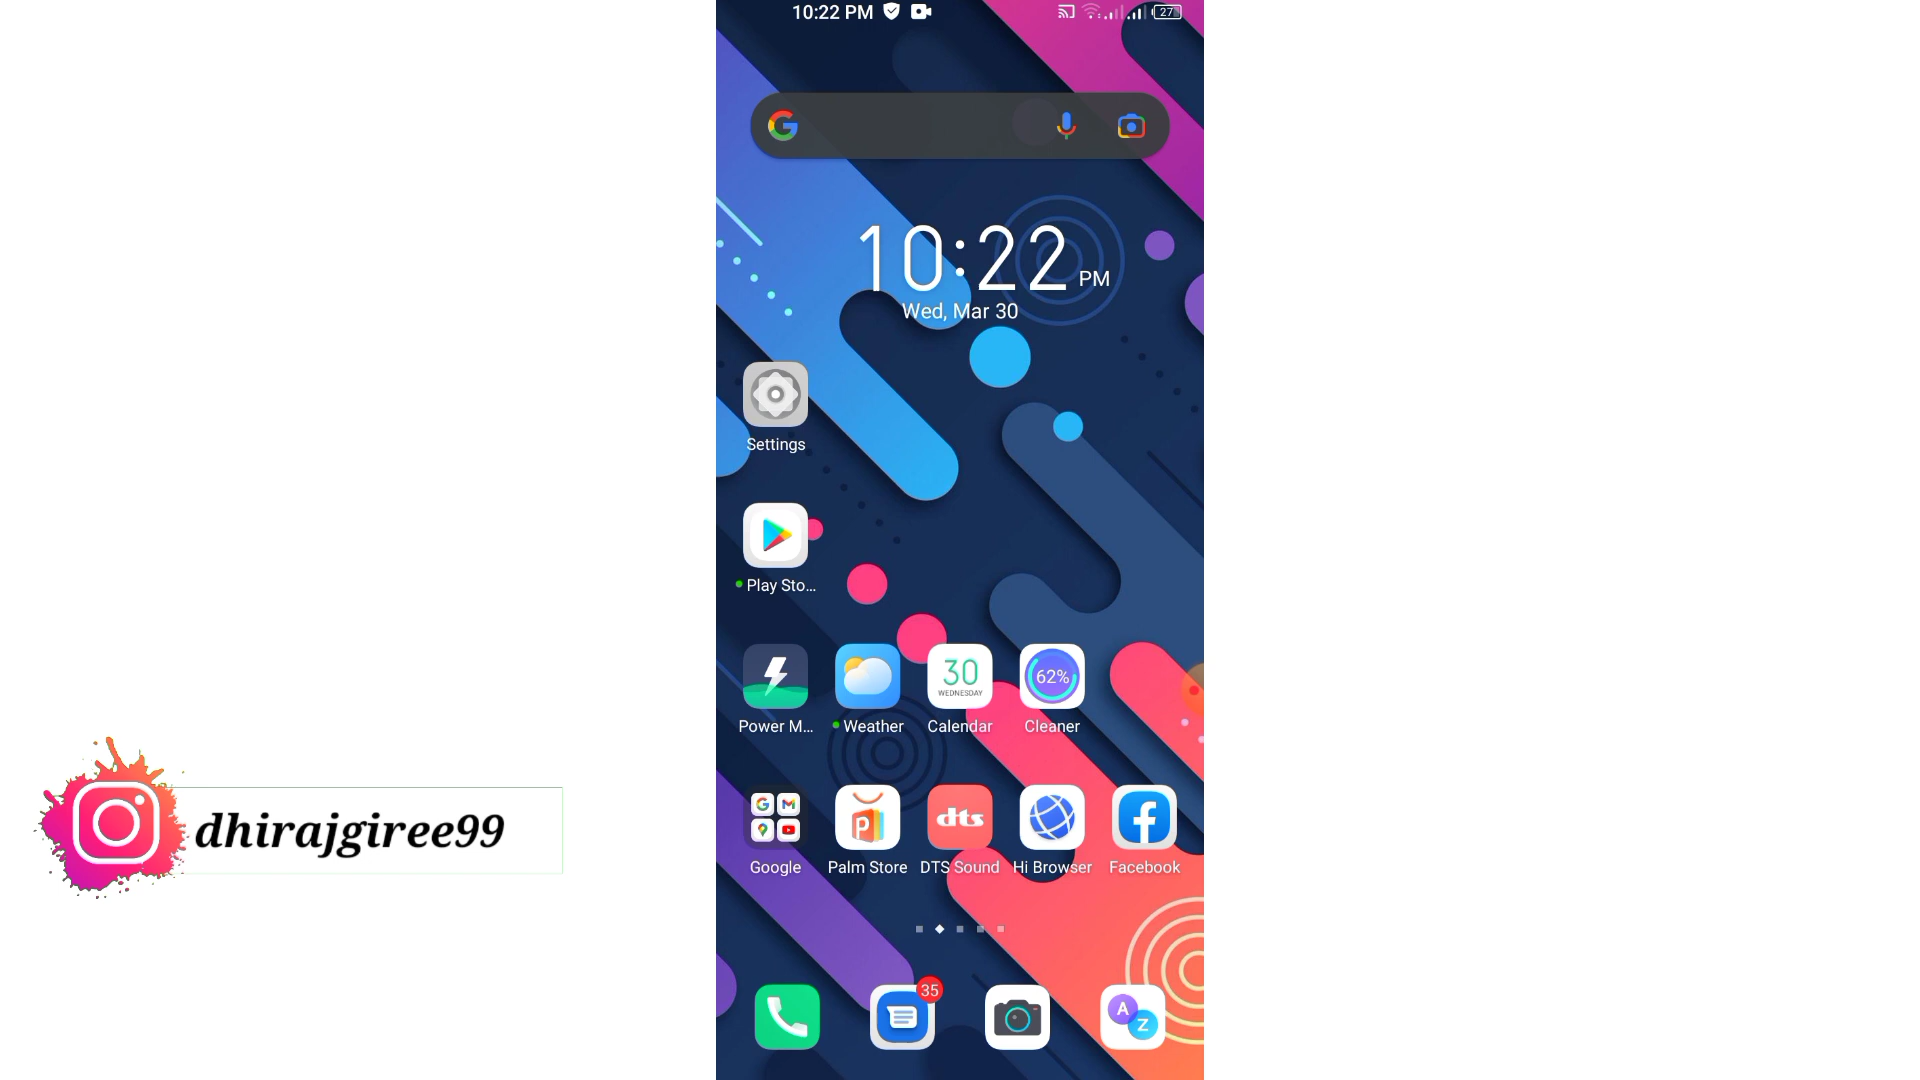 10:22 PM
27
10:22 PM
Wed, Mar 30
Settings
Play Sto...
30
WEDNESDAY
62%
Power M...
Weather
Calendar
Cleaner
dts
Google
Palm Store
DTS Sound
Hi Browser
Facebook
dhirajgiree99
35
A
Z